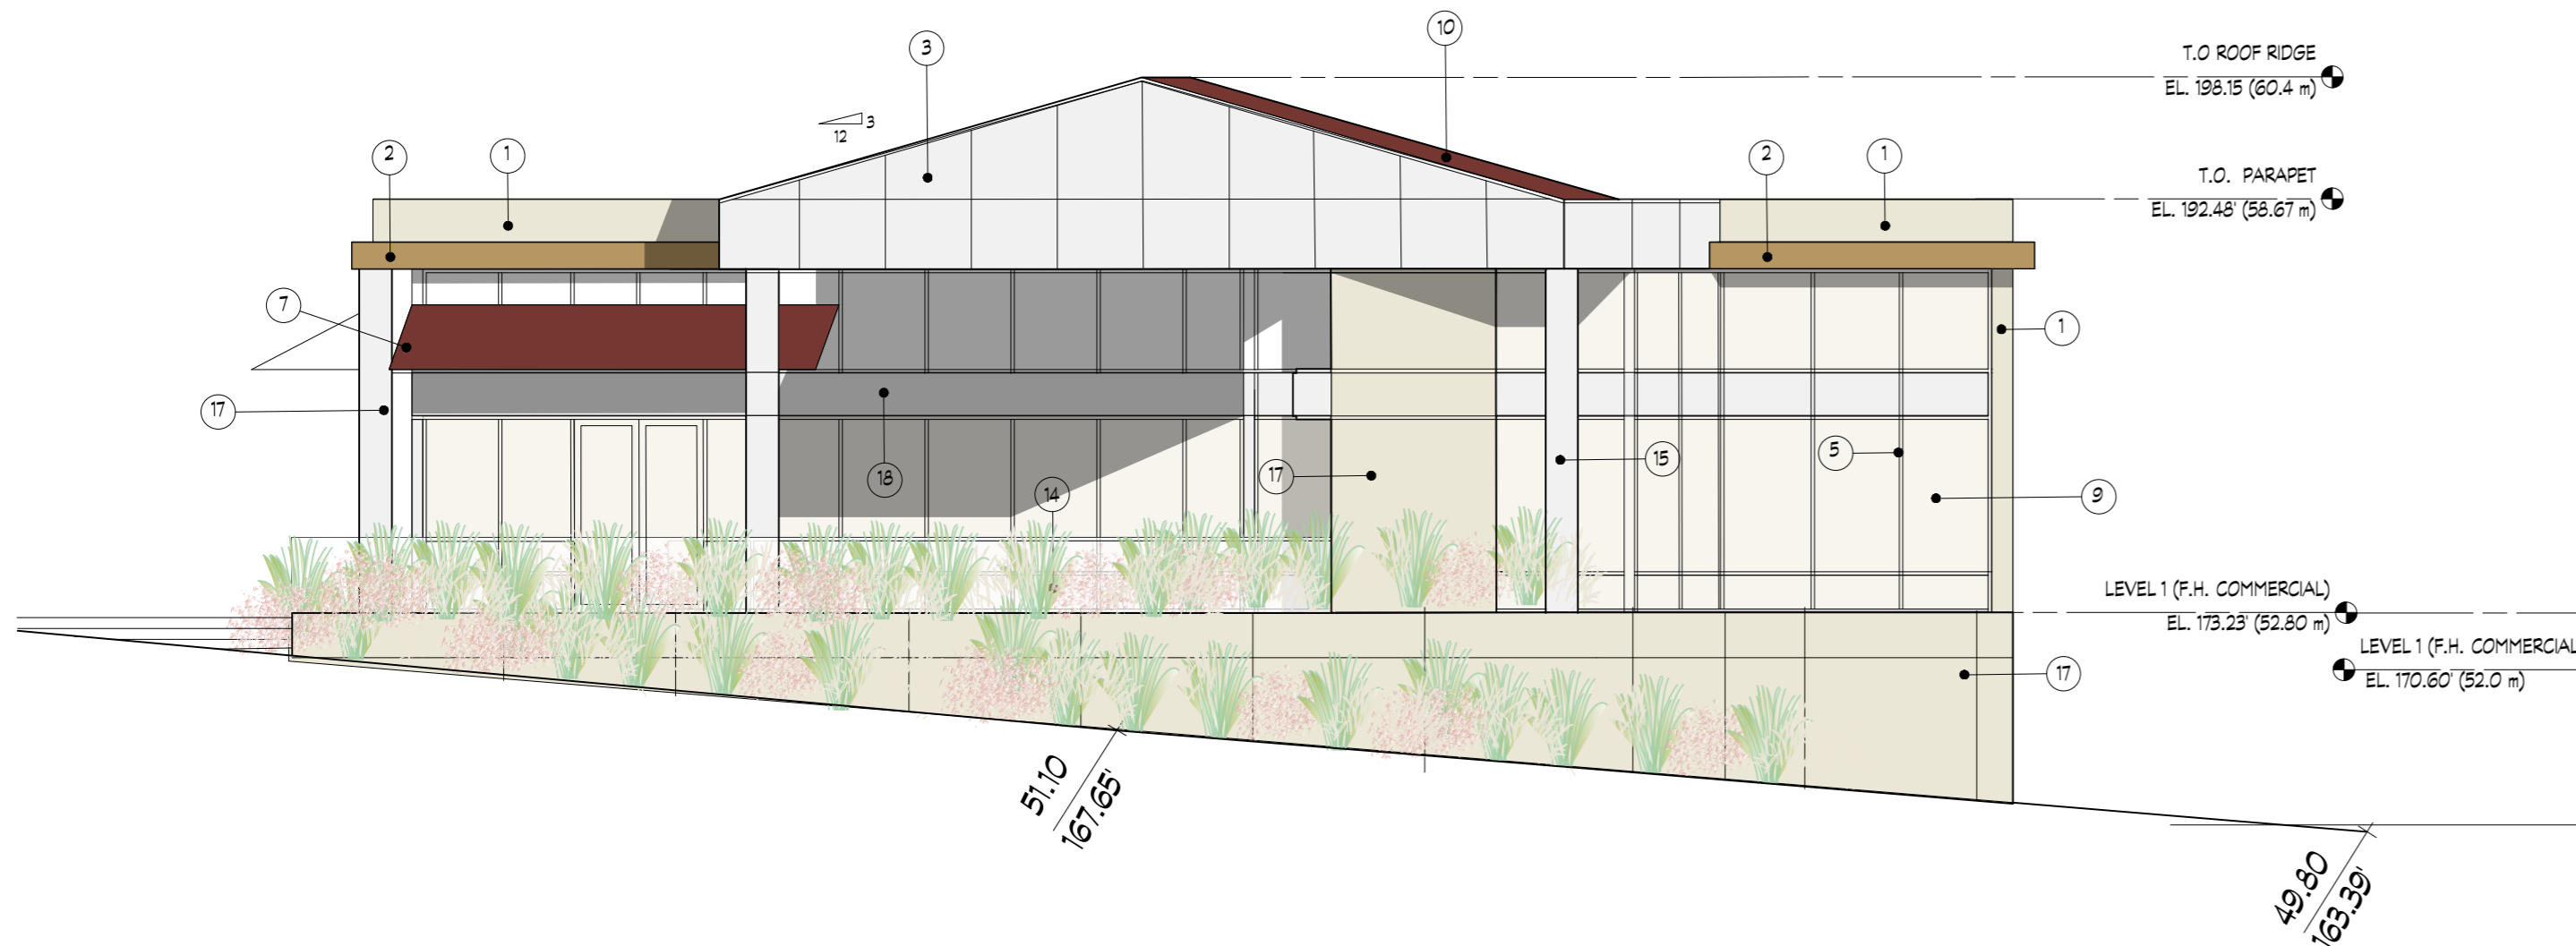 10
3
T.O ROOF RIDGE
EL. 198.15 (60.4 m)
3
12
2
1
2
1
T.O. PARAPET
EL. 192.48' (58.67 m)
7
1
17
18
14
17
15
5
9
LEVEL 1 (F.H. COMMERCIAL)
EL. 173.23' (52.80 m)
LEVEL 1 (F.H. COMMERCIAL
EL. 170.60' (52.0 m)
17
51.10
167.65'
49.80
163.39'